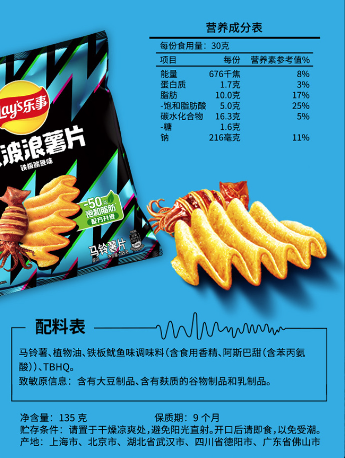 营养成分表
每份食用量：30克
项目 每份 营养素参考值%
能量 676千焦 8%
蛋白质 1.7克 3%
脂肪 10.0克 17%
-饱和脂肪酸 5.0克 25%
碳水化合物 16.3克 5%
-糖 1.6克
钠 216毫克 11%
Lay's乐事
波浪薯片
铁板鱿鱼味
-50%
饱和脂肪
马铃薯片
配料表
马铃薯、植物油、铁板鱿鱼味调味料（含食用香精、阿斯巴甜（含苯丙氨
酸））、TBHQ。
致敏原信息：含有大豆制品、含有麸质的谷物制品和乳制品。
净含量：135 克 保质期：9 个月
贮存条件：请置于干燥凉爽处，避免阳光直射。开口后请即食，以免受潮。
产地：上海市、北京市、湖北省武汉市、四川省德阳市、广东省佛山市